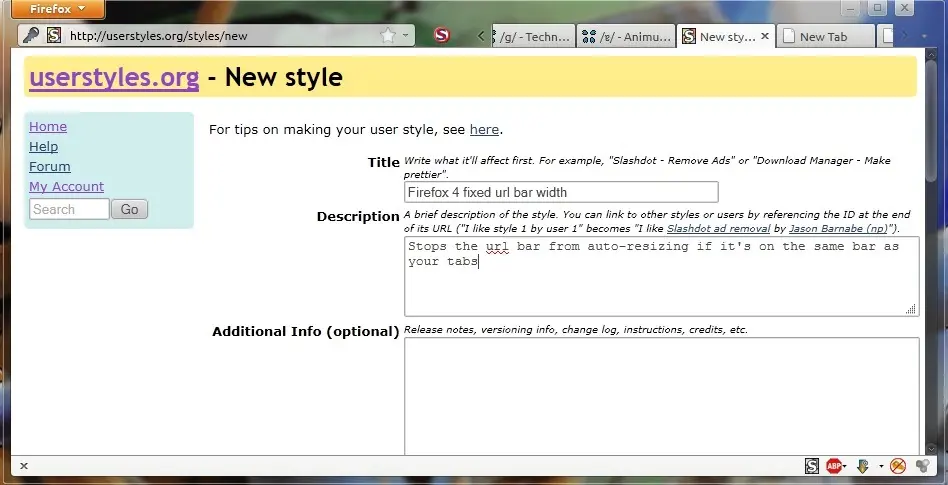 Firefox
http://userstyles.org/styles/new
/g/ - Techn...
/ɐ/ - Animu...
New sty...
New Tab
userstyles.org - New style
Home
Help
Forum
My Account
Search
Go
For tips on making your user style, see here.
Title
Write what it'll affect first. For example, "Slashdot - Remove Ads" or "Download Manager - Make
prettier".
Firefox 4 fixed url bar width
Description
A brief description of the style. You can link to other styles or users by referencing the ID at the end
of its URL ("I like style 1 by user 1" becomes "I like Slashdot ad removal by Jason Barnabe (np)").
Stops the url bar from auto-resizing if it's on the same bar as
your tabs
Additional Info (optional)
Release notes, versioning info, change log, instructions, credits, etc.
ABP